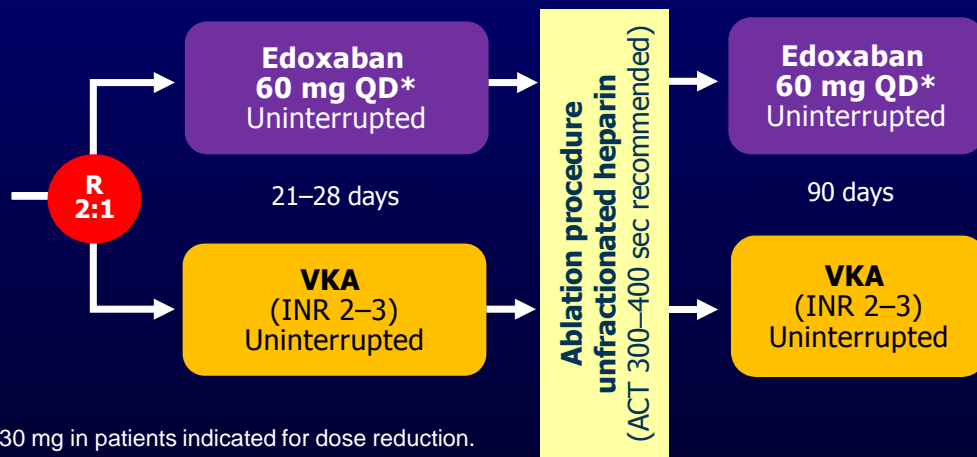 R
2:1
Edoxaban
60 mg QD*
Uninterrupted
21–28 days
VKA
(INR 2–3)
Uninterrupted
Ablation procedure
unfractionated heparin
(ACT 300–400 sec recommended)
Edoxaban
60 mg QD*
Uninterrupted
90 days
VKA
(INR 2–3)
Uninterrupted
30 mg in patients indicated for dose reduction.